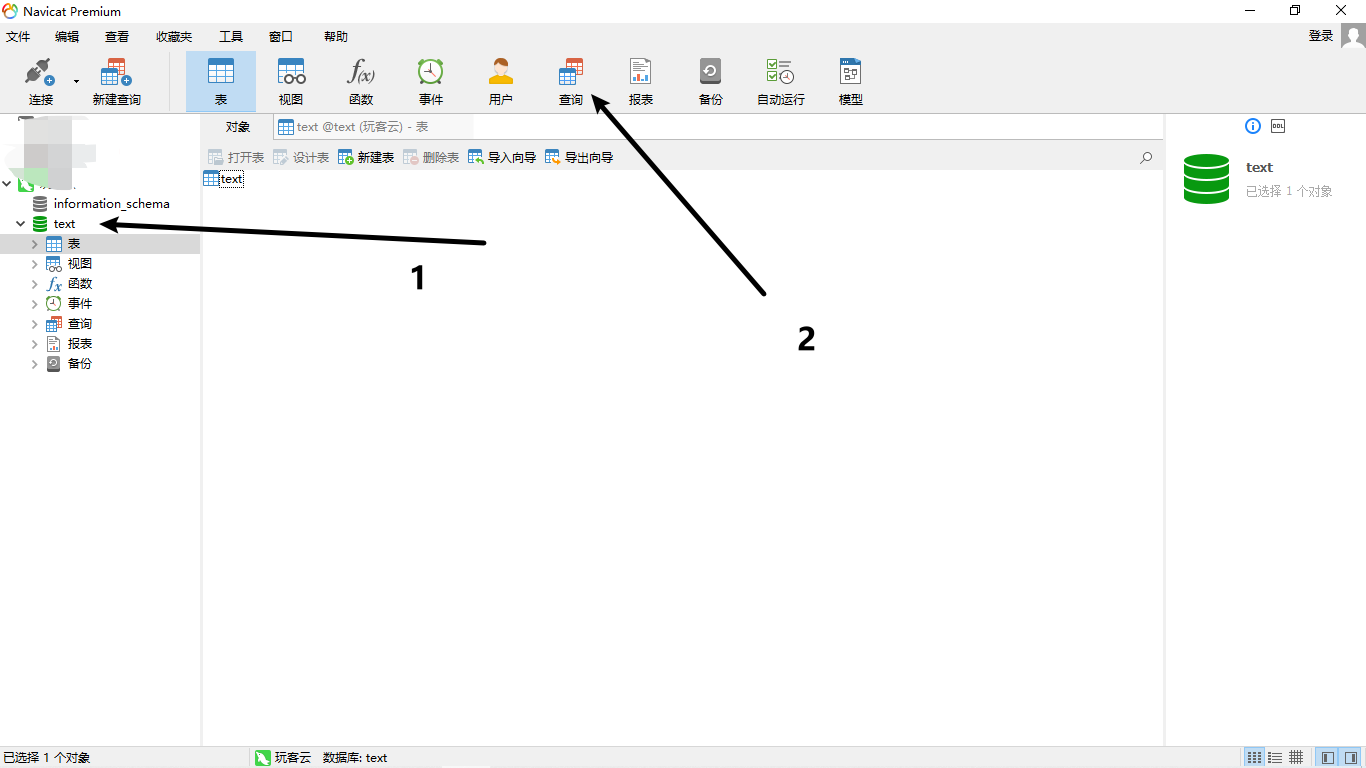 Navicat Premium
文件 编辑 查看 收藏夹 工具 窗口 帮助 登录
连接 新建查询 表 视图 函数 事件 用户 查询 报表 备份 自动运行 模型
对象 text @text (玩客云) - 表
打开表 设计表 新建表 删除表 导入向导 导出向导
text
text
已选择 1 个对象
information_schema
text
表
视图
函数
事件
查询
报表
备份
1
2
已选择 1 个对象 玩客云 数据库: text